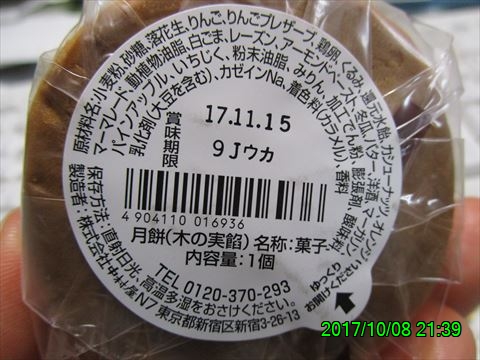 原材料名:小麦粉、砂糖、落花生、りんご、りんごプレザーブ、鶏卵、くるみ、還元水飴、カシューナッツ、オレンジ
マーマレード、動植物油脂、白ごま、レーズン、アーモンドペースト、冬瓜、バター、洋酒、マーガリン、
パインアップル、いちじく、粉末油脂、みりん、加工でん粉、膨張剤、酸味料、
乳化剤(大豆を含む)、カゼインNa、着色料(カラメル)、香料
賞味期限
17.11.15
9Jウカ
4904110 016936
月餅(木の実餡) 名称:菓子
内容量:1個
保存方法:直射日光、高温多湿をおさけください。
製造者:株式会社中村屋N7 東京都新宿区新宿3-26-13
TEL 0120-370-293
ゆっくり
お開けください
2017/10/08 21:39